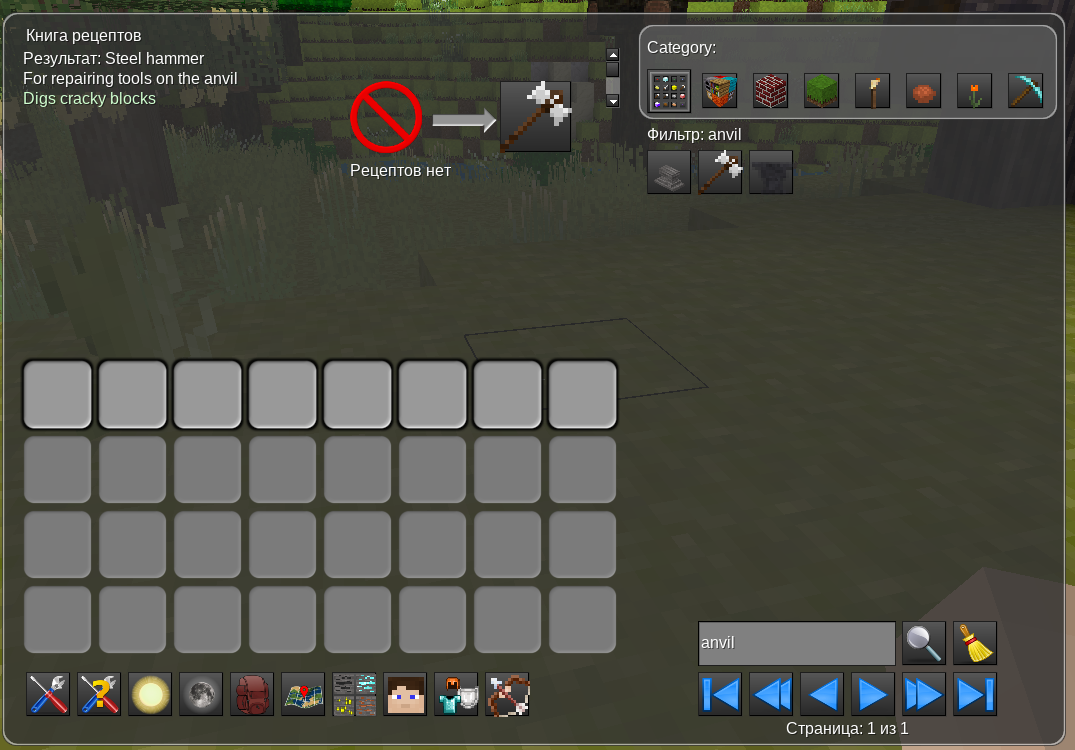 Книга рецептов
Результат: Steel hammer
For repairing tools on the anvil
Digs cracky blocks
Рецептов нет
Category:
Фильтр: anvil
anvil
Страница: 1 из 1